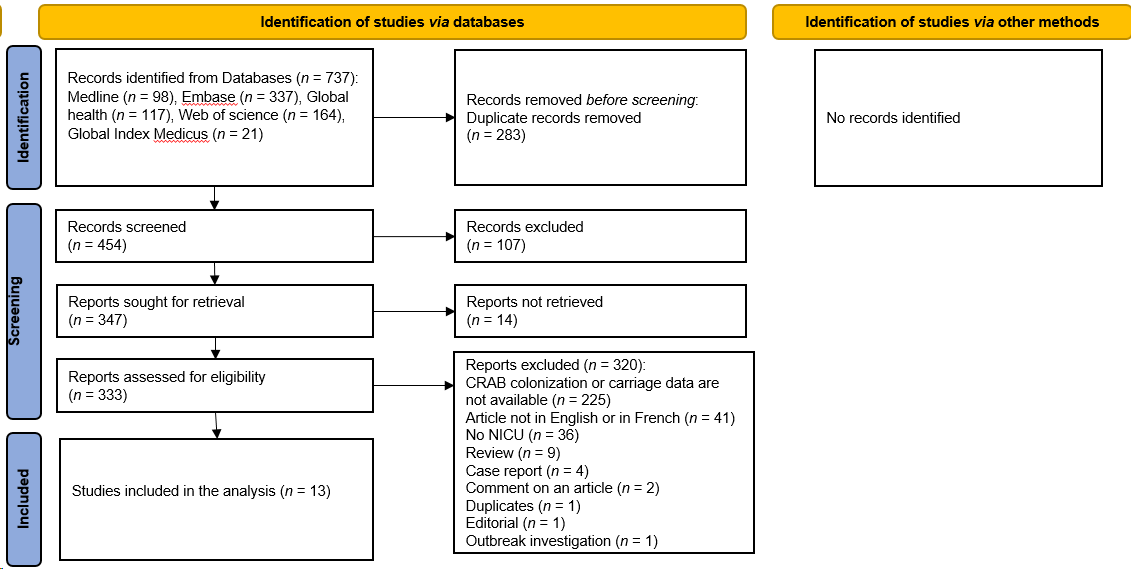 Identification of studies via databases
Identification of studies via other methods
Identification
Records identified from Databases (n = 737):
Medline (n = 98), Embase (n = 337), Global
health (n = 117), Web of science (n = 164),
Global Index Medicus (n = 21)
Records removed before screening:
Duplicate records removed
(n = 283)
No records identified
Screening
Records screened
(n = 454)
Records excluded
(n = 107)
Reports sought for retrieval
(n = 347)
Reports not retrieved
(n = 14)
Reports assessed for eligibility
(n = 333)
Reports excluded (n = 320):
CRAB colonization or carriage data are
not available (n = 225)
Article not in English or in French (n = 41)
No NICU (n = 36)
Review (n = 9)
Case report (n = 4)
Comment on an article (n = 2)
Duplicates (n = 1)
Editorial (n = 1)
Outbreak investigation (n = 1)
Included
Studies included in the analysis (n = 13)